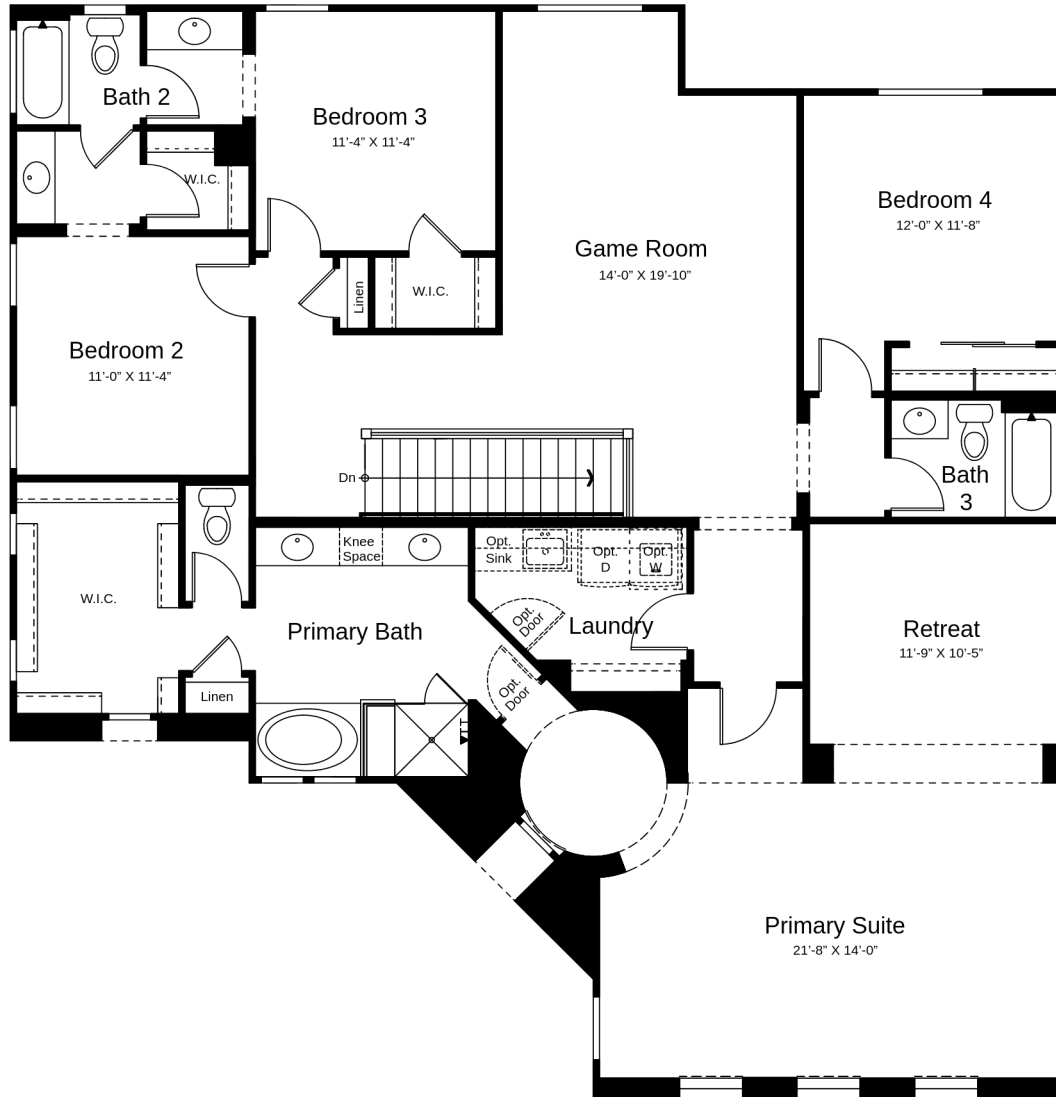 Bath 2
Bedroom 3
11’-4” X 11’-4”
W.I.C.
Bedroom 4
12’-0” X 11’-8”
Game Room
14’-0” X 19’-10”
Linen
W.I.C.
Bedroom 2
11’-0” X 11’-4”
Dn
Bath
3
Opt.
Sink
Knee
Space
Opt.
D
Opt.
W
W.I.C.
Opt.
Door
Primary Bath
Laundry
Retreat
11’-9” X 10’-5”
Opt.
Door
Linen
Primary Suite
21’-8” X 14’-0”